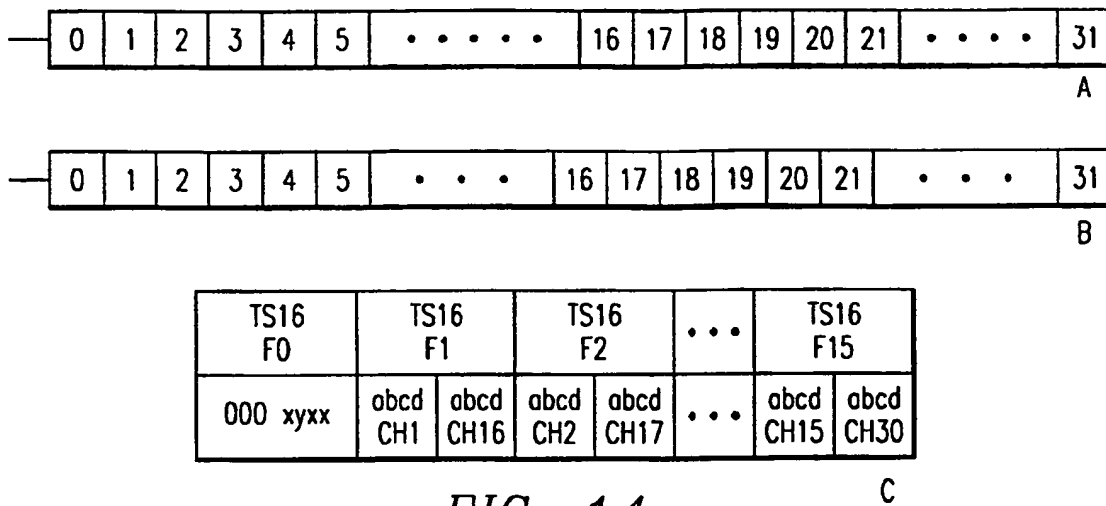 0 1 2 3 4 5 • • • • • 16 17 18 19 20 21 • • • • 31
A
0 1 2 3 4 5 • • • 16 17 18 19 20 21 • • • 31
B
TS16 TS16 TS16 • • • TS16
F0 F1 F2 F15
000 xyxx abcd abcd abcd abcd • • • abcd abcd
CH1 CH16 CH2 CH17 CH15 CH30
C